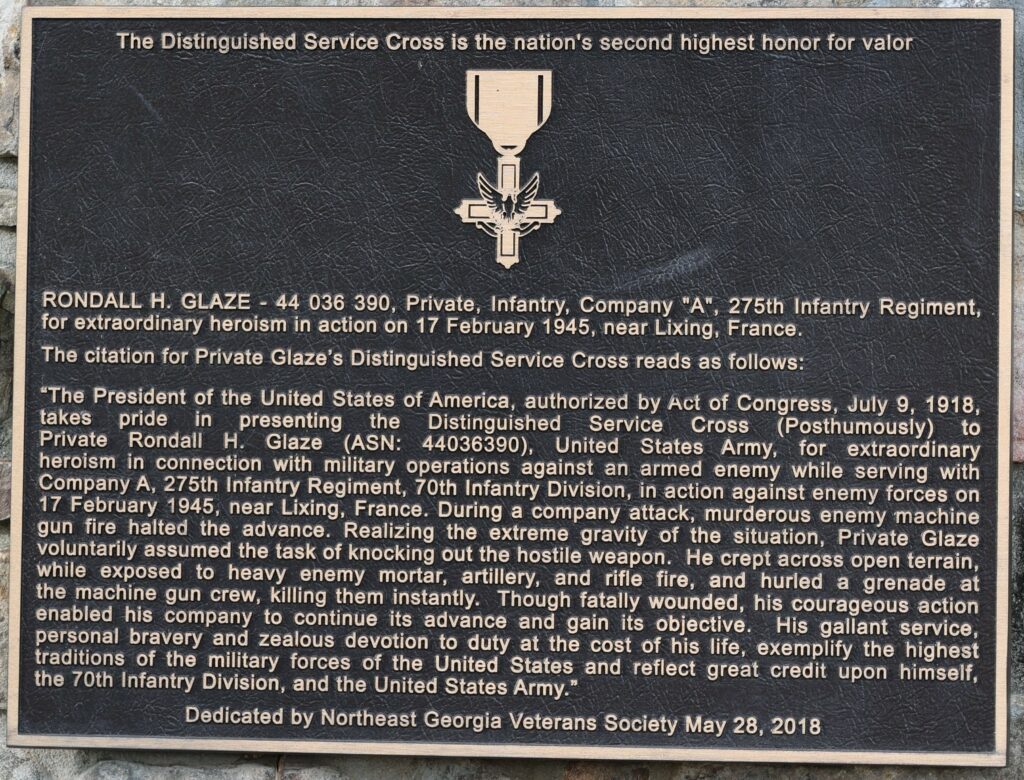 The Distinguished Service Cross is the nation's second highest honor for valor
RONDALL H. GLAZE - 44 036 390, Private, Infantry, Company "A", 275th Infantry Regiment,
for extraordinary heroism in action on 17 February 1945, near Lixing, France.
The citation for Private Glaze's Distinguished Service Cross reads as follows:
“The President of the United States of America, authorized by Act of Congress, July 9, 1918,
takes pride in presenting the Distinguished Service Cross (Posthumously) to
Private Rondall H. Glaze (ASN: 44036390), United States Army, for extraordinary
heroism in connection with military operations against an armed enemy while serving with
Company A, 275th Infantry Regiment, 70th Infantry Division, in action against enemy forces on
17 February 1945, near Lixing, France. During a company attack, murderous enemy machine
gun fire halted the advance. Realizing the extreme gravity of the situation, Private Glaze
voluntarily assumed the task of knocking out the hostile weapon. He crept across open terrain,
while exposed to heavy enemy mortar, artillery, and rifle fire, and hurled a grenade at
the machine gun crew, killing them instantly. Though fatally wounded, his courageous action
enabled his company to continue its advance and gain its objective. His gallant service,
personal bravery and zealous devotion to duty at the cost of his life, exemplify the highest
traditions of the military forces of the United States and reflect great credit upon himself,
the 70th Infantry Division, and the United States Army.”
Dedicated by Northeast Georgia Veterans Society May 28, 2018